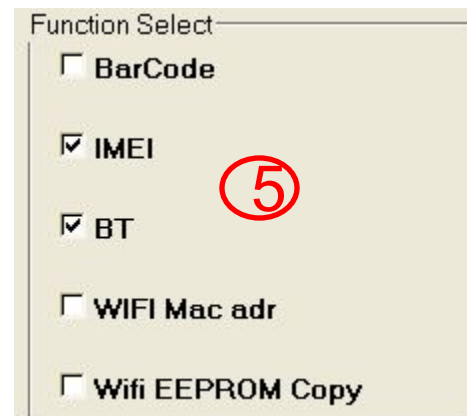 Function Select
BarCode
IMEI
5
BT
WIFI Mac adr
Wifi EEPROM Copy